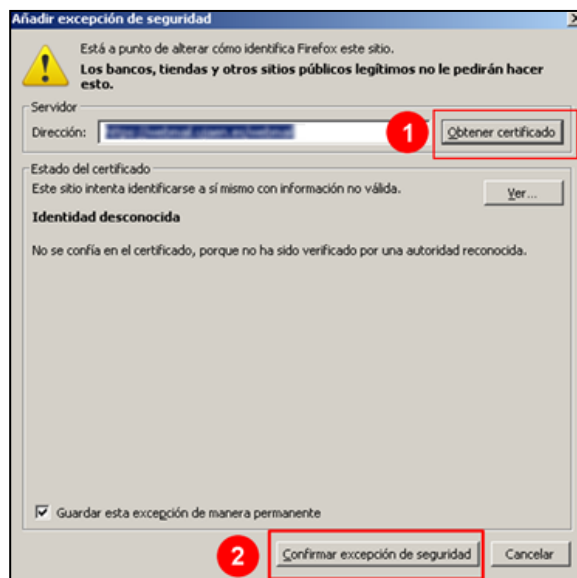 Añadir excepción de seguridad
Está a punto de alterar cómo identifica Firefox este sitio.
Los bancos, tiendas y otros sitios públicos legítimos no le pedirán hacer
esto.
Servidor
Dirección:
1
Obtener certificado
Estado del certificado
Este sitio intenta identificarse a sí mismo con información no válida.
Ver...
Identidad desconocida
No se confía en el certificado, porque no ha sido verificado por una autoridad reconocida.
Guardar esta excepción de manera permanente
2
Confirmar excepción de seguridad
Cancelar